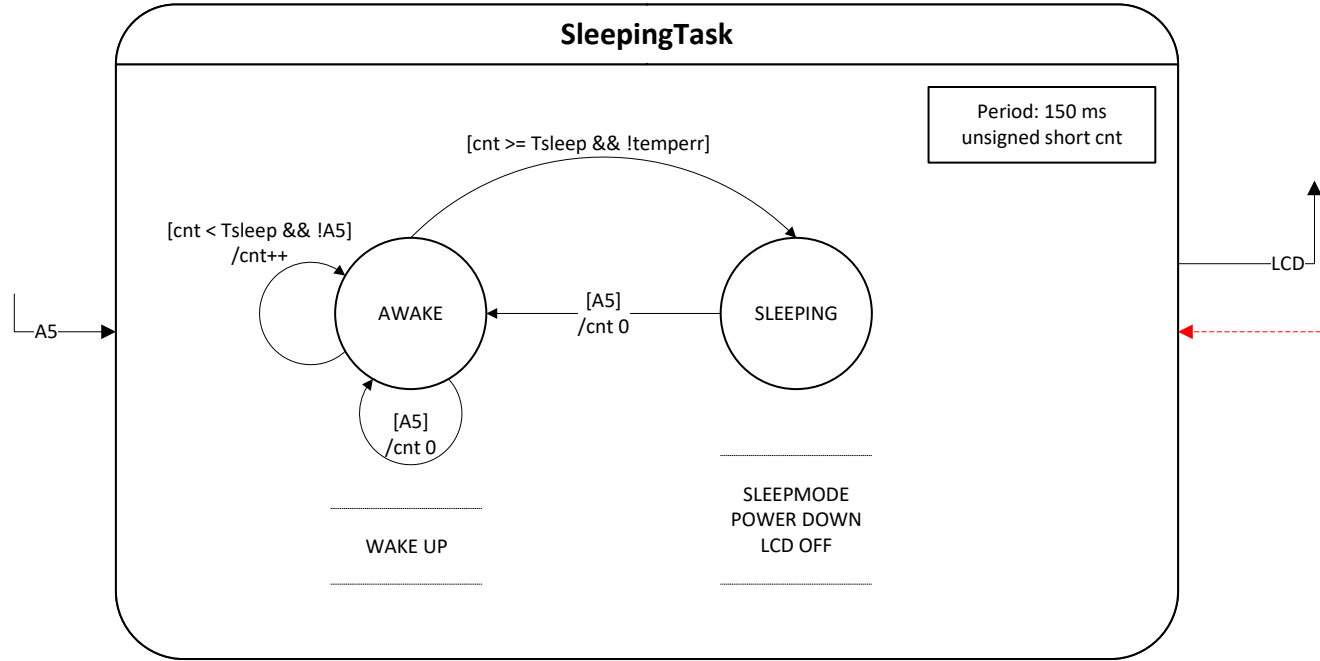 SleepingTask
Period: 150 ms
unsigned short cnt
[cnt >= Tsleep && !temperr]
[cnt < Tsleep && !A5]
/cnt++
AWAKE
[A5]
/cnt 0
SLEEPING
LCD
A5
[A5]
/cnt 0
WAKE UP
SLEEPMODE
POWER DOWN
LCD OFF